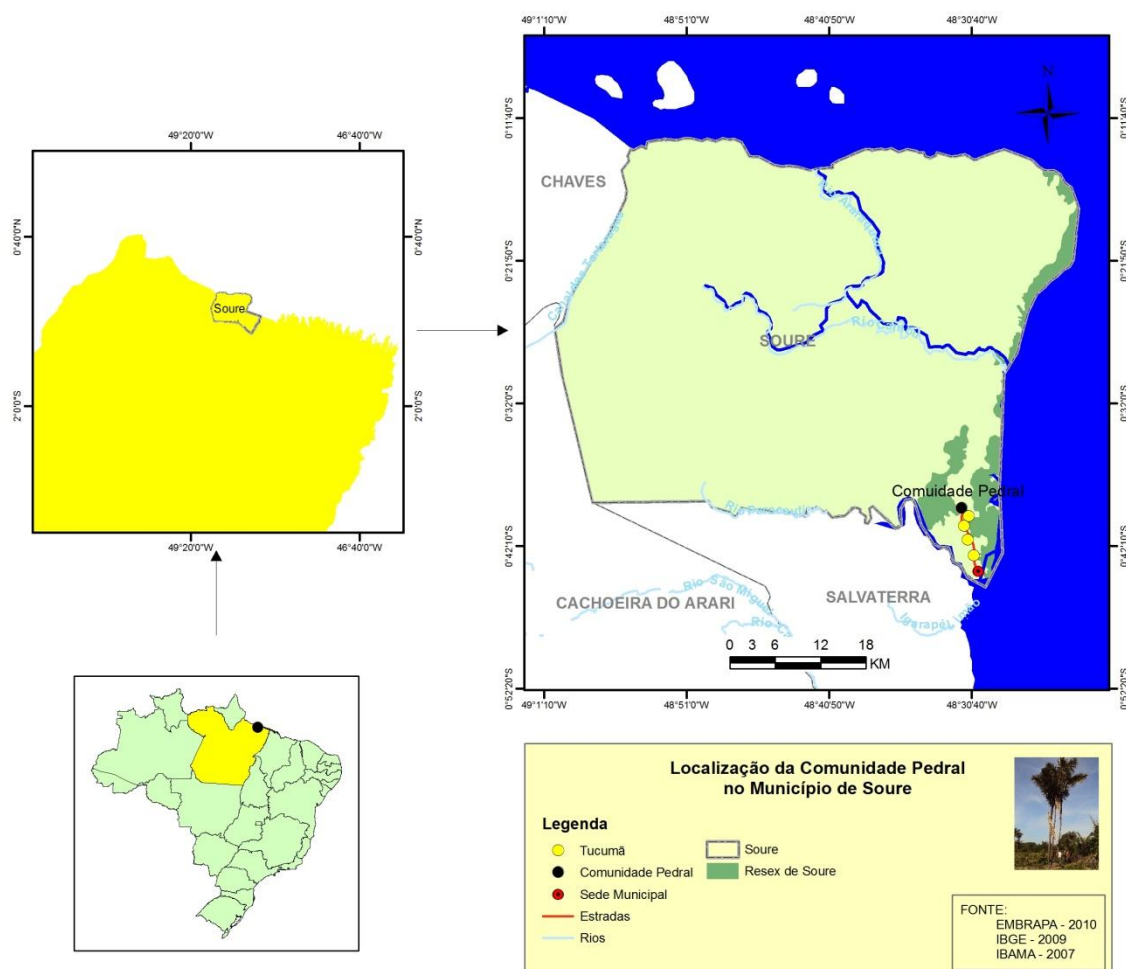 49°1'10"W
48°51'0"W
48°40'50"W
48°30'40"W
49°20'0"W
46°40'0"W
0°40'0"N
0°40'0"N
2°0'0"S
2°0'0"S
49°20'0"W
46°40'0"W
Soure
N
0°11'40"S
0°11'40"S
0°21'50"S
0°21'50"S
0°32'0"S
0°32'0"S
0°42'10"S
0°42'10"S
0°52'20"S
0°52'20"S
CHAVES
SOURE
Rio
Comuidade Pedral
CACHOEIRA DO ARARI
Rio São Migue
SALVATERRA
0 3 6 12 18
KM
49°1'10"W
48°51'0"W
48°40'50"W
48°30'40"W
Localização da Comunidade Pedral
no Município de Soure
Legenda
Tucumã
Comunidade Pedral
Sede Municipal
Estradas
Rios
Soure
Resex de Soure
FONTE:
EMBRAPA - 2010
IBGE - 2009
IBAMA - 2007